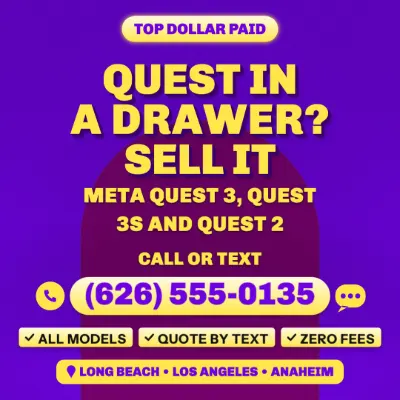 TOP DOLLAR PAID
QUEST IN
A DRAWER?
SELL IT
META QUEST 3, QUEST
3S AND QUEST 2
CALL OR TEXT
(626) 555-0135
✓ ALL MODELS ✓ QUOTE BY TEXT ✓ ZERO FEES
LONG BEACH • LOS ANGELES • ANAHEIM